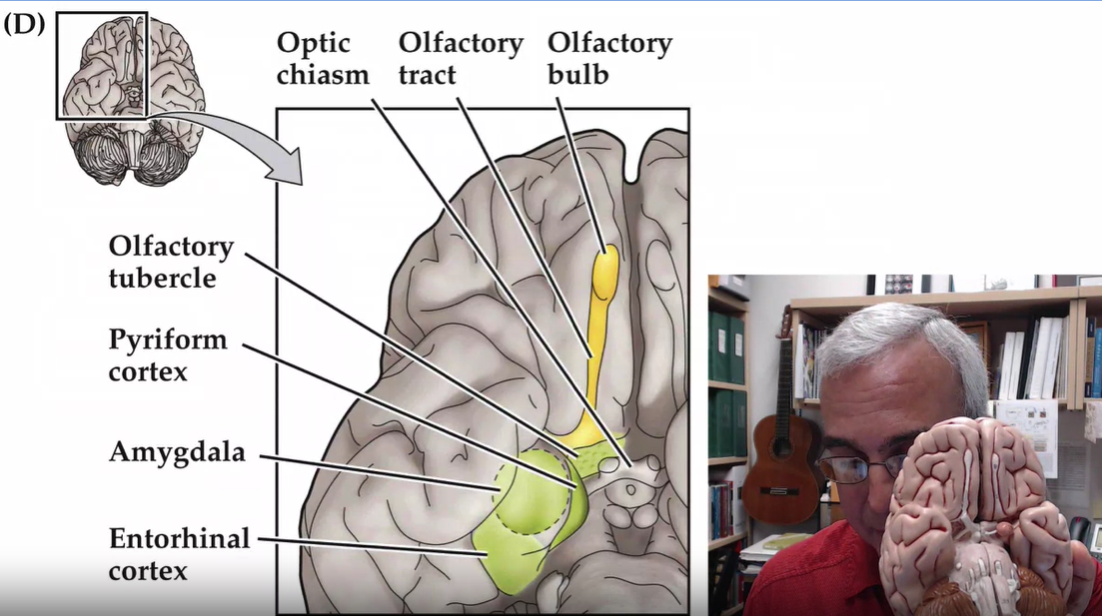 (D)
Optic
chiasm
Olfactory
tract
Olfactory
bulb
Olfactory
tubercle
Pyriform
cortex
Amygdala
Entorhinal
cortex